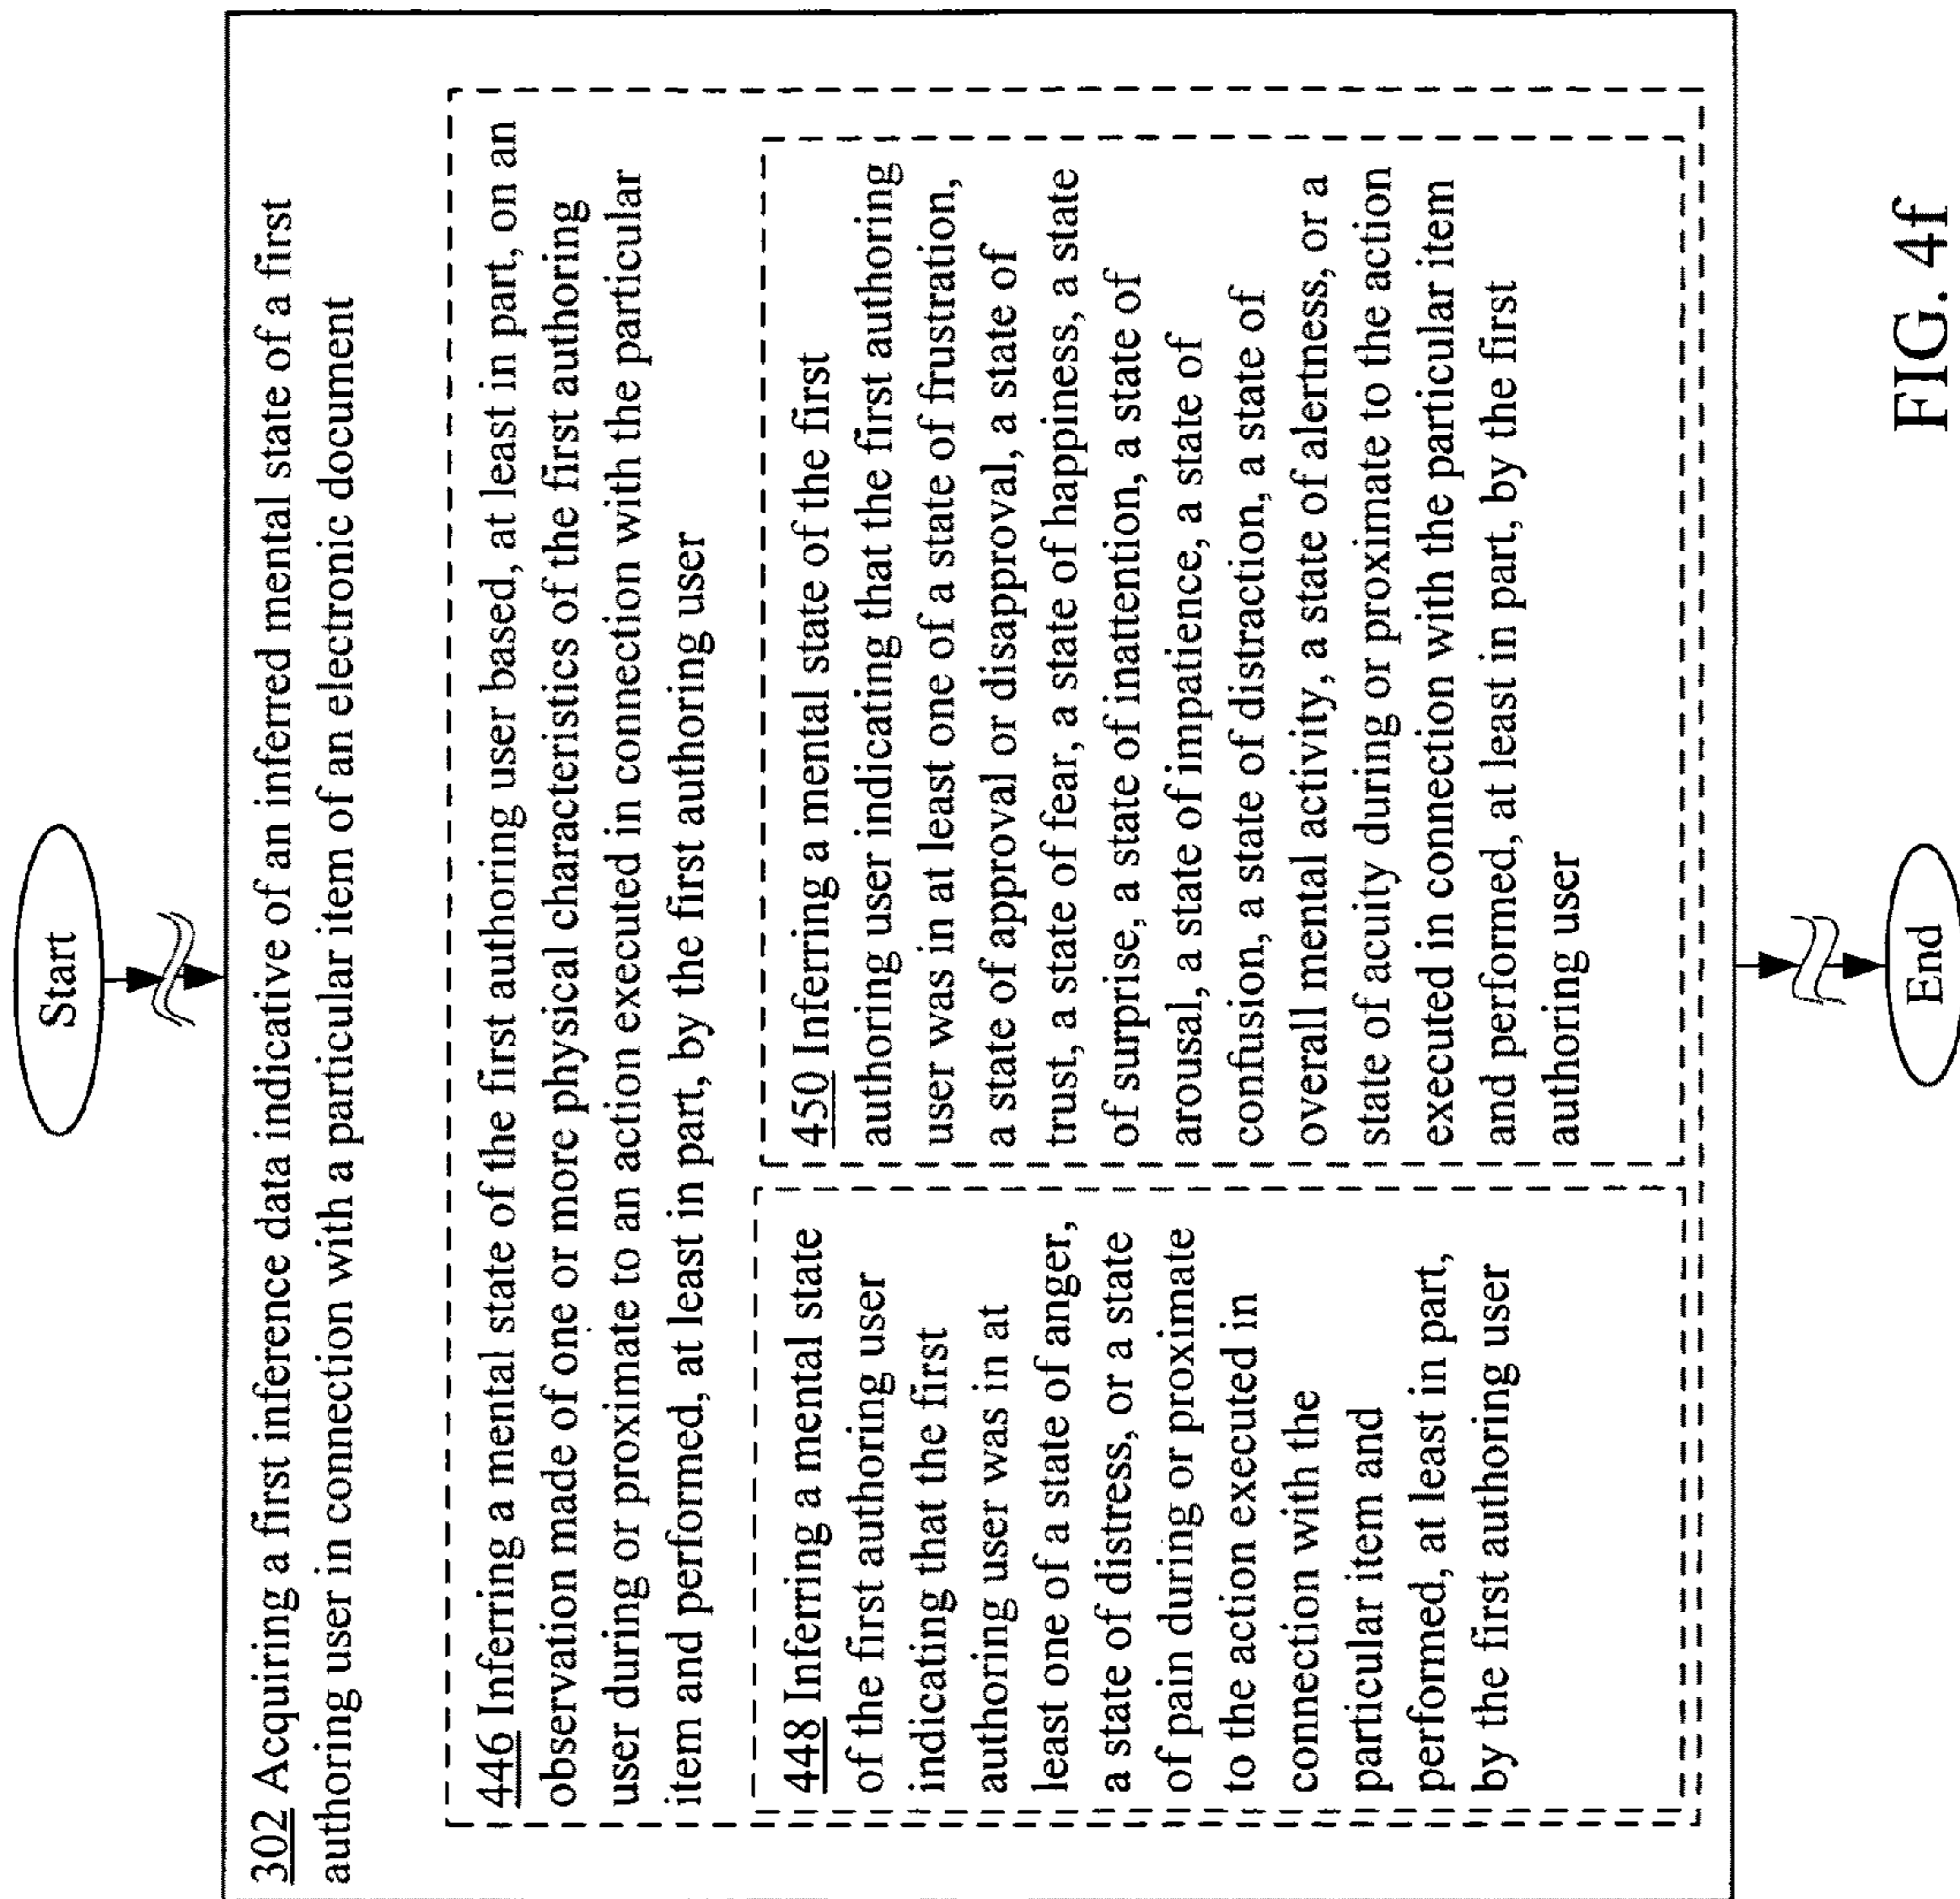 Start
302 Acquiring a first inference data indicative of an inferred mental state of a first
authoring user in connection with a particular item of an electronic document
446 Inferring a mental state of the first authoring user based, at least in part, on an
observation made of one or more physical characteristics of the first authoring
user during or proximate to an action executed in connection with the particular
item and performed, at least in part, by the first authoring user
448 Inferring a mental state
of the first authoring user
indicating that the first
authoring user was in at
least one of a state of anger,
a state of distress, or a state
of pain during or proximate
to the action executed in
connection with the
particular item and
performed, at least in part,
by the first authoring user
450 Inferring a mental state of the first
authoring user indicating that the first authoring
user was in at least one of a state of frustration,
a state of approval or disapproval, a state of
trust, a state of fear, a state of happiness, a state
of surprise, a state of inattention, a state of
arousal, a state of impatience, a state of
confusion, a state of distraction, a state of
overall mental activity, a state of alertness, or a
state of acuity during or proximate to the action
executed in connection with the particular item
and performed, at least in part, by the first
authoring user
End
FIG. 4f